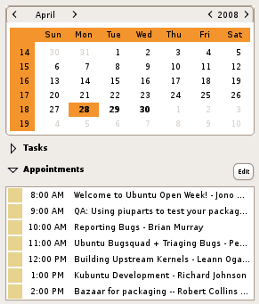 < April > < 2008 >
Sun Mon Tue Wed Thu Fri Sat
14 30 31 1 2 3 4 5
15 6 7 8 9 10 11 12
16 13 14 15 16 17 18 19
17 20 21 22 23 24 25 26
18 27 28 29 30 1 2 3
19 4 5 6 7 8 9 10
Tasks
Appointments Edit
8:00 AM Welcome to Ubuntu Open Week! - Jono ...
9:00 AM QA: Using piuparts to test your packag...
10:00 AM Reporting Bugs - Brian Murray
11:00 AM Ubuntu Bugsquad + Triaging Bugs - Pe...
12:00 PM Building Upstream Kernels - Leann Oga...
1:00 PM Kubuntu Development - Richard Johnson
2:00 PM Bazaar for packaging -- Robert Collins ...